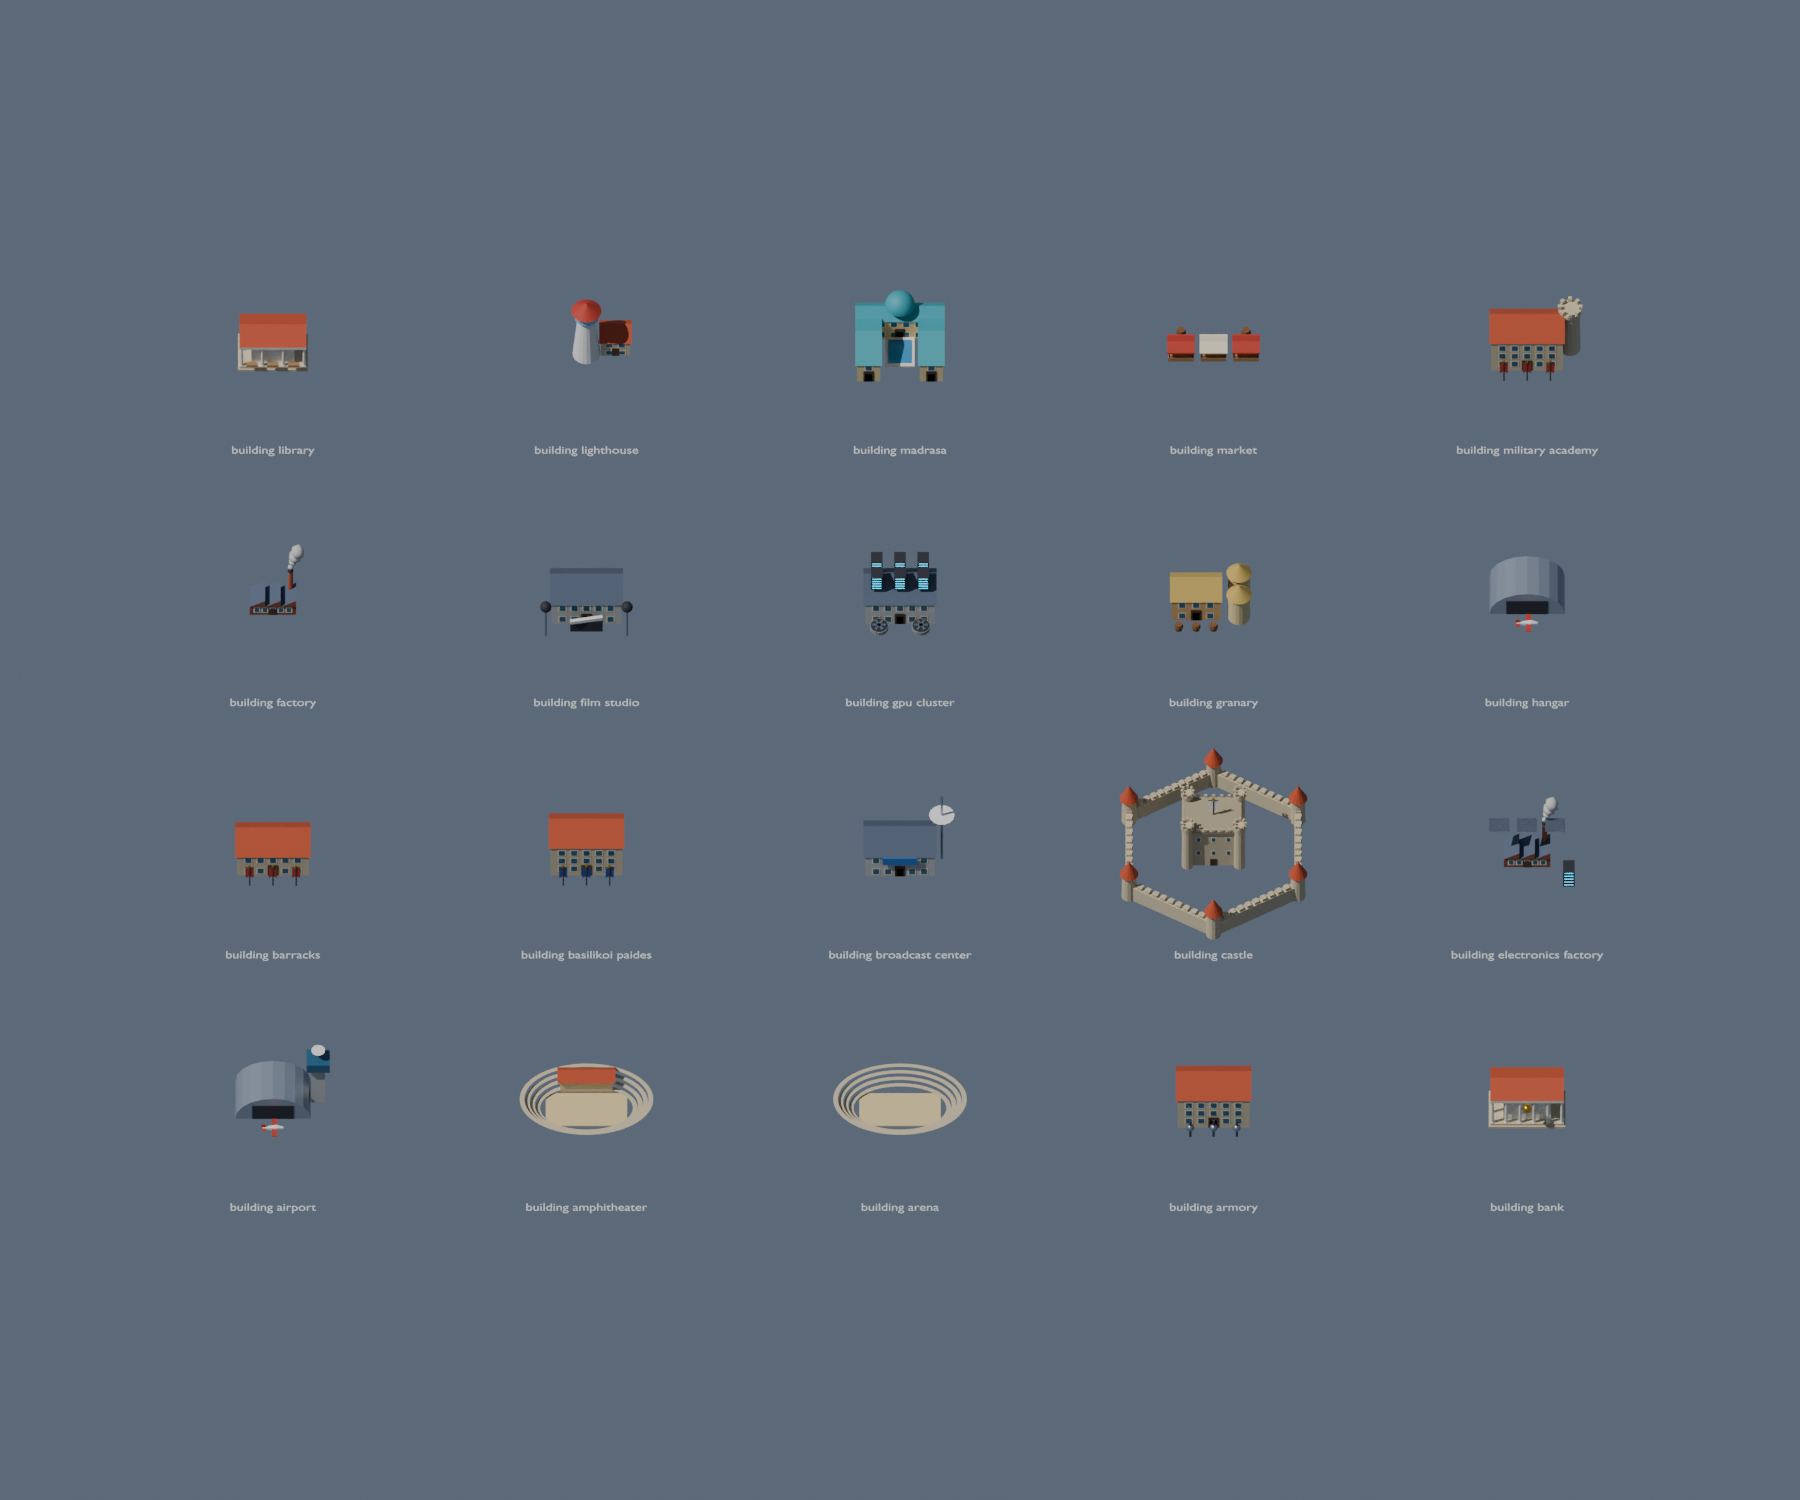 building library
building lighthouse
building madrasa
building market
building military academy
building factory
building film studio
building gpu cluster
building granary
building hangar
building barracks
building basilikoi paides
building broadcast center
building castle
building electronics factory
building airport
building amphitheater
building arena
building armory
building bank